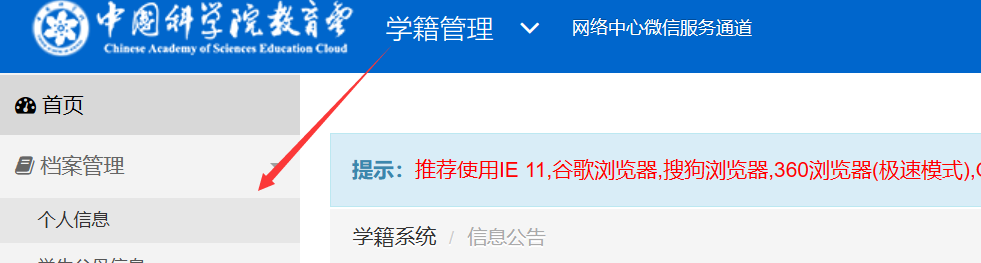 中国科学院教育云
Chinese Academy of Sciences Education Cloud
学籍管理
网络中心微信服务通道
首页
档案管理
个人信息
提示：推荐使用IE 11,谷歌浏览器,搜狗浏览器,360浏览器(极速模式),
学籍系统 / 信息公告